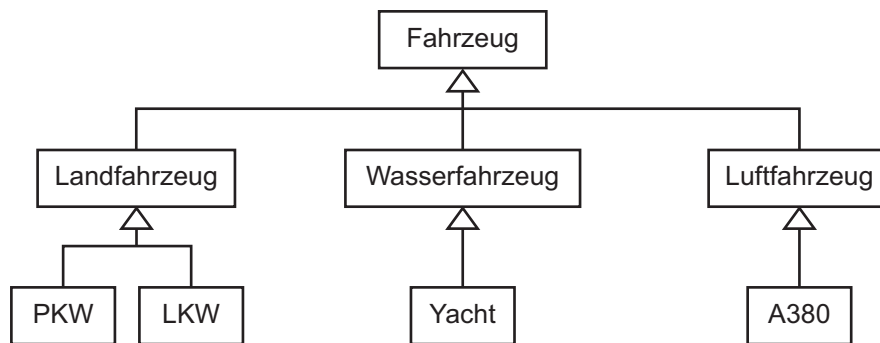 Fahrzeug
Landfahrzeug
Wasserfahrzeug
Luftfahrzeug
PKW
LKW
Yacht
A380